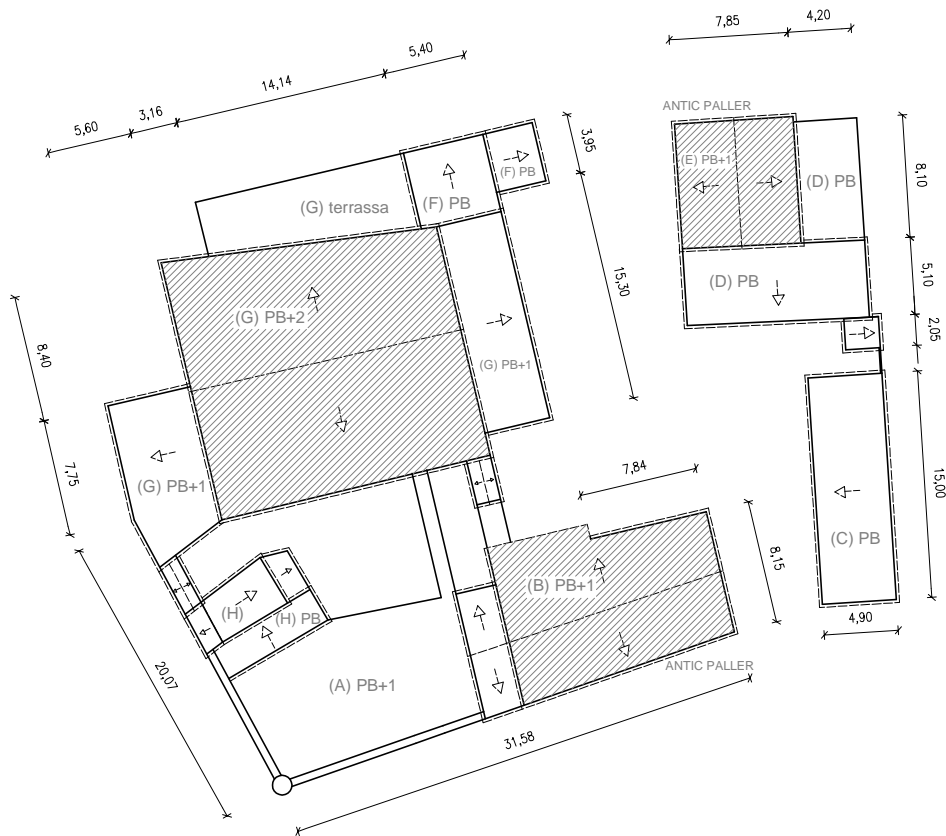 7,85
4,20
5,40
14,14
3,16
5,60
ANTIC PALLER
3,95
8,10
(E) PB+1
(F) PB
(D) PB
(F) PB
(G) terrassa
15,30
5,10
(D) PB
(G) PB+2
2,05
8,40
(G) PB+1
7,84
7,75
(G) PB+1
15,00
8,15
(C) PB
(B) PB+1
(H)
(H) PB
4,90
20,07
(A) PB+1
ANTIC PALLER
31,58